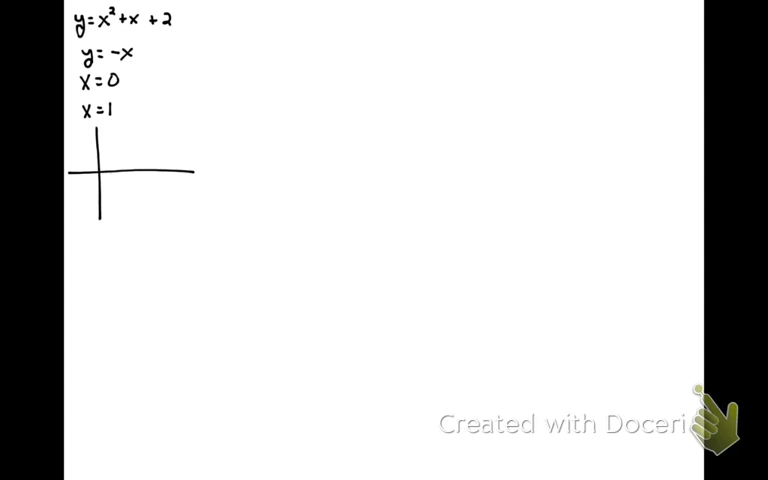 y=x²+x+2
y=-x
x=0
x=1
Created with Doceri